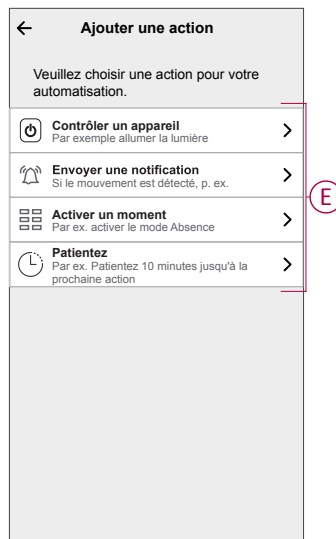 Ajouter une action
Veuillez choisir une action pour votre
automatisation.
Contrôler un appareil
Par exemple allumer la lumière
Envoyer une notification
Si le mouvement est détecté, p. ex.
Activer un moment
Par ex. activer le mode Absence
Patientez
Par ex. Patientez 10 minutes jusqu'à la
prochaine action
E